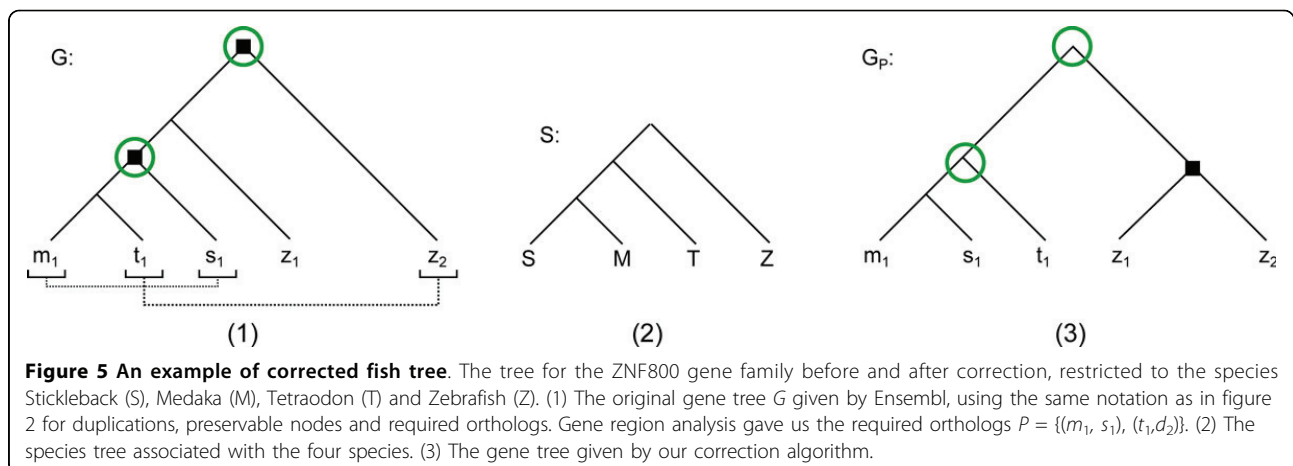 G:
S:
Gₚ:
m₁ t₁ s₁ z₁ z₂
S M T Z
m₁ s₁ t₁ z₁ z₂
(1) (2) (3)
Figure 5 An example of corrected fish tree. The tree for the ZNF800 gene family before and after correction, restricted to the species
Stickleback (S), Medaka (M), Tetraodon (T) and Zebrafish (Z). (1) The original gene tree G given by Ensembl, using the same notation as in figure
2 for duplications, preservable nodes and required orthologs. Gene region analysis gave us the required orthologs P = {(m₁, s₁), (t₁,d₂)}. (2) The
species tree associated with the four species. (3) The gene tree given by our correction algorithm.